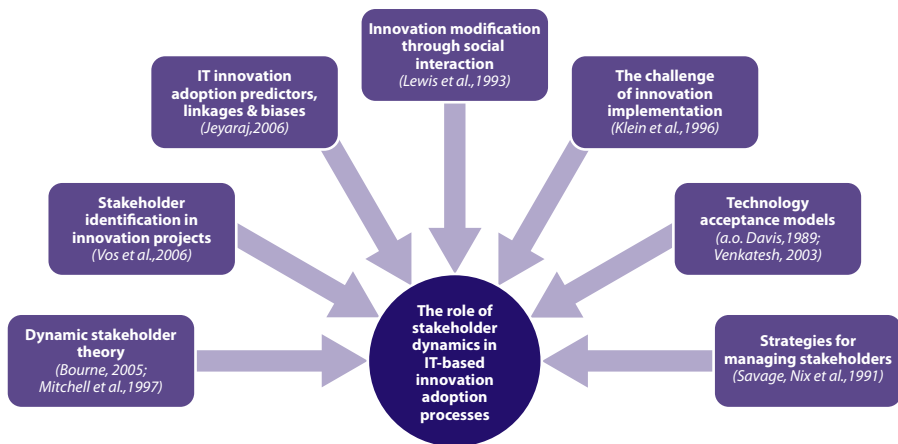 Innovation modification
through social
interaction
(Lewis et al.,1993)
IT innovation
adoption predictors,
linkages & biases
(Jeyaraj,2006)
The challenge
of innovation
implementation
(Klein et al.,1996)
Stakeholder
identification in
innovation projects
(Vos et al.,2006)
Technology
acceptance models
(a.o. Davis,1989;
Venkatesh, 2003)
Dynamic stakeholder
theory
(Bourne, 2005;
Mitchell et al.,1997)
The role of
stakeholder
dynamics in
IT-based
innovation
adoption
processes
Strategies for
managing stakeholders
(Savage, Nix et al.,1991)